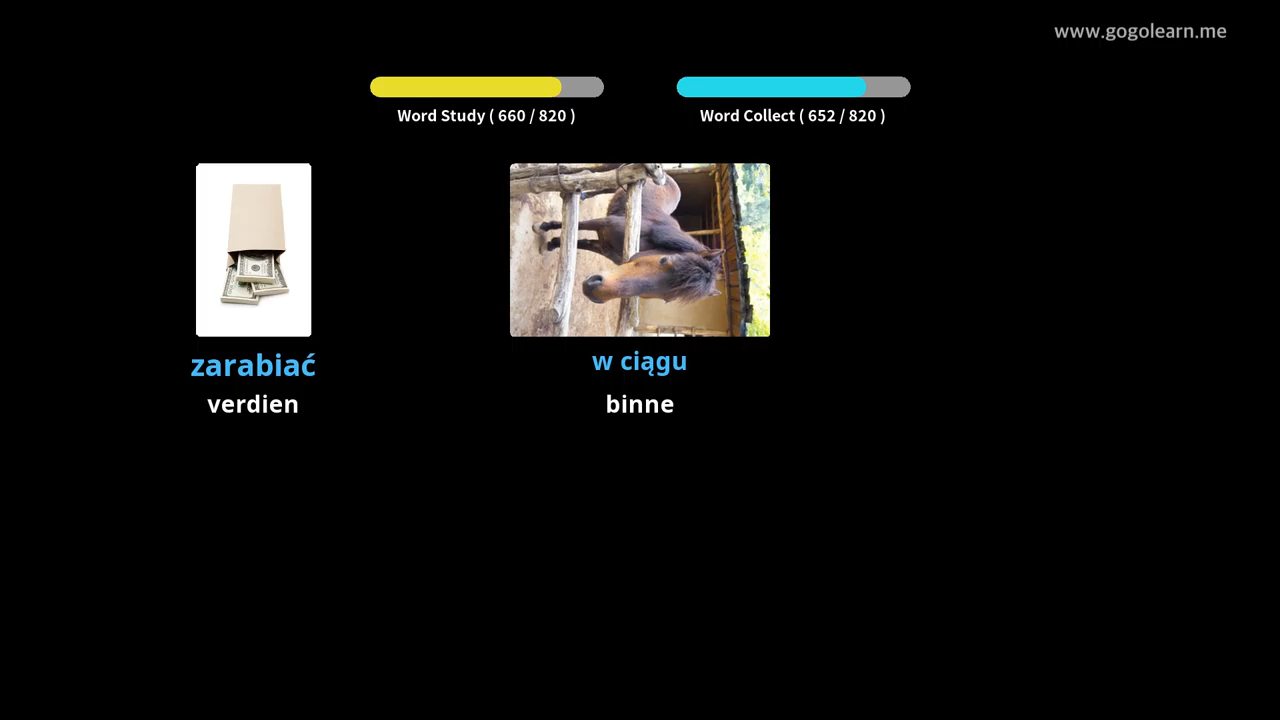 www.gogolearn.me
Word Study ( 660 / 820 )
Word Collect ( 652 / 820 )
zarabiać
verdien
w ciągu
binne